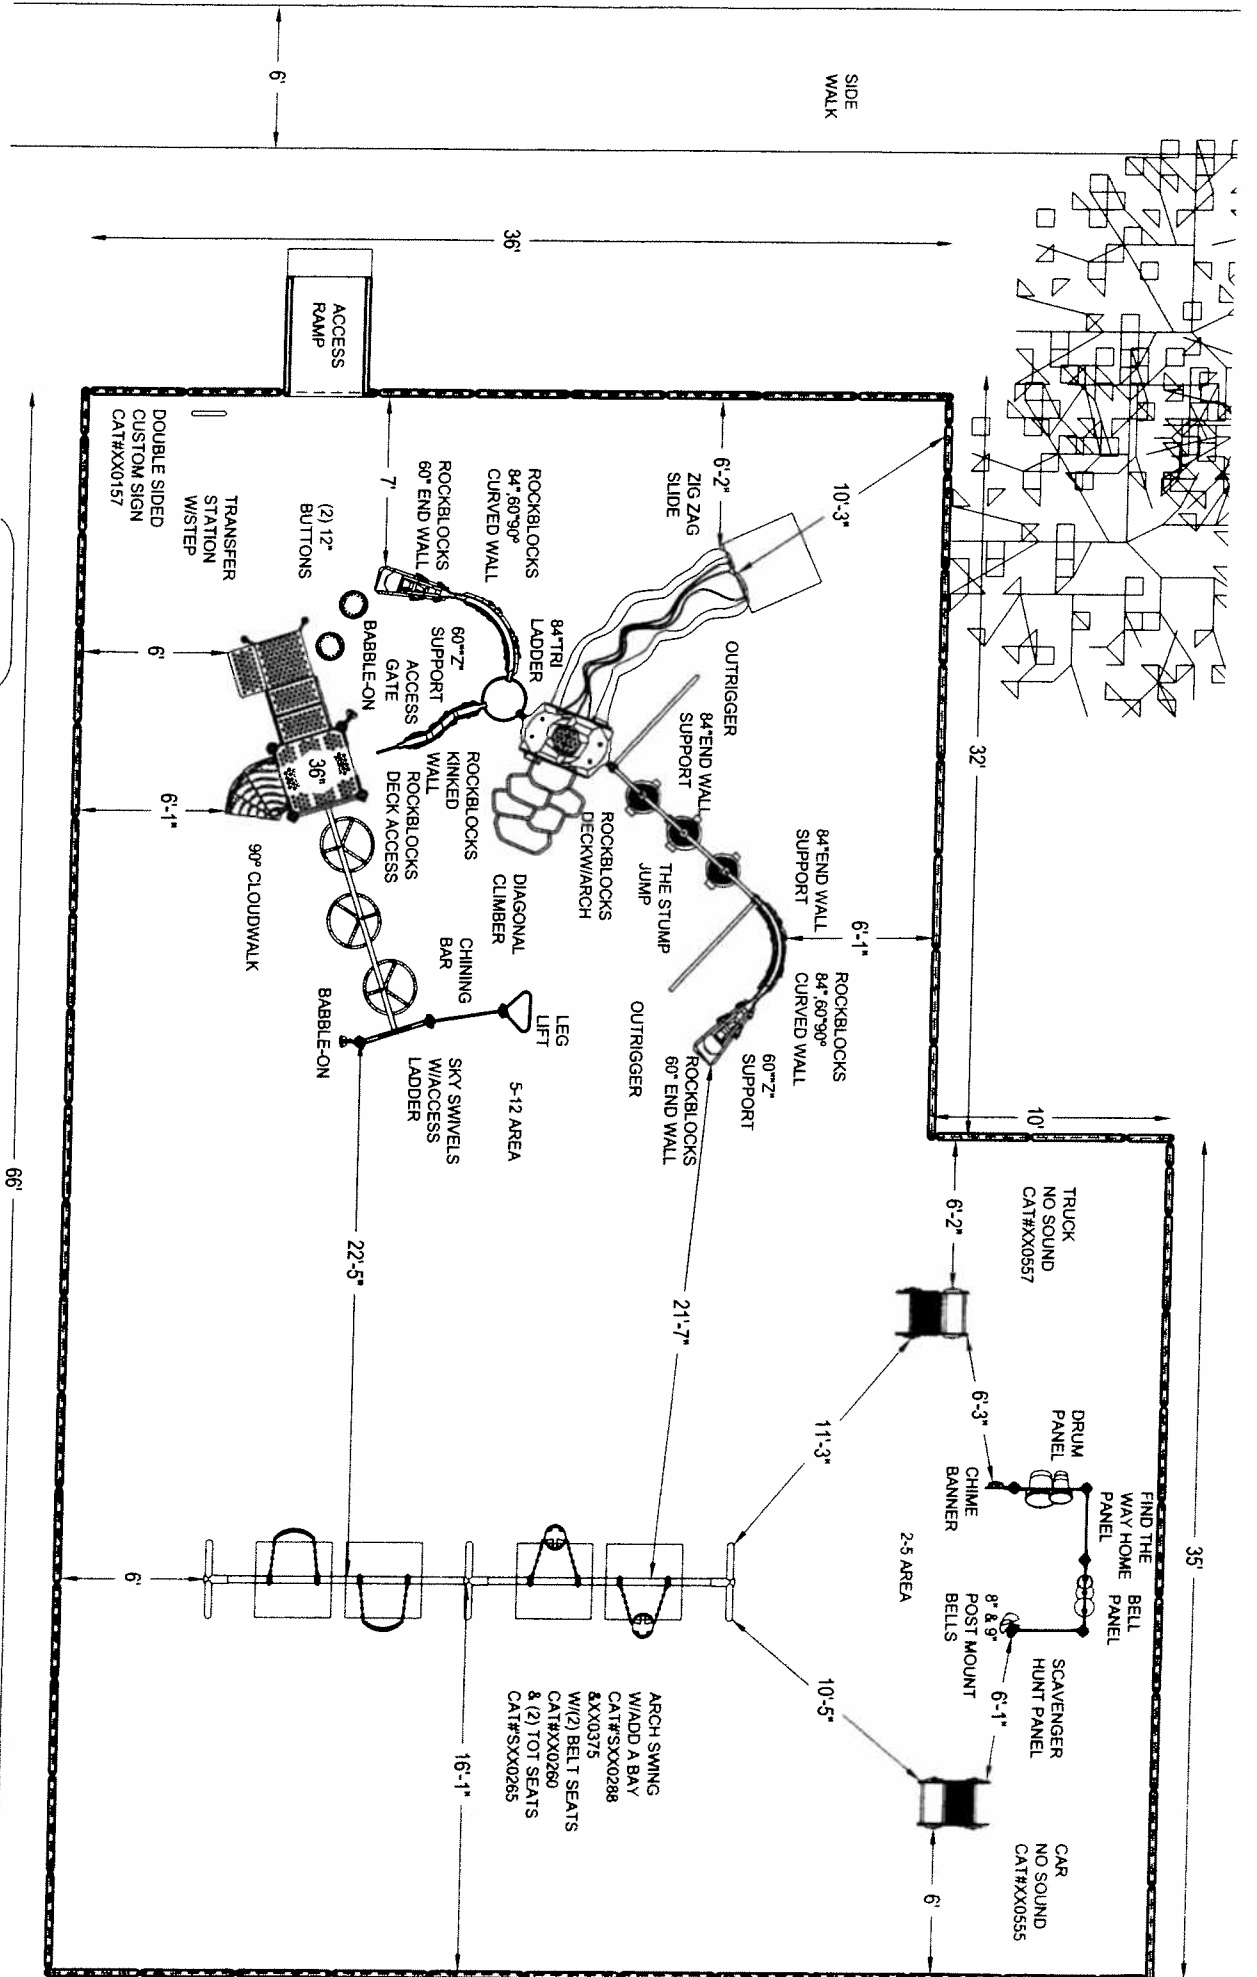 SIDE
WALK
6'
36'
ACCESS
RAMP
32'
10'
35'
66'
DOUBLE SIDED
CUSTOM SIGN
CAT#XX0157
TRANSFER
STATION
W/STEP
(2) 12"
BUTTONS
BABBLE-ON
7'
6'
6'-1"
36"
90° CLOUDWALK
ROCKBLOCKS
60" END WALL
ROCKBLOCKS
84",60"90°
CURVED WALL
60""Z"
SUPPORT
ACCESS
GATE
84"TRI
LADDER
6'-2"
ZIG ZAG
SLIDE
10'-3"
OUTRIGGER
84"END WALL
SUPPORT
ROCKBLOCKS
KINKED
WALL
ROCKBLOCKS
DECK ACCESS
ROCKBLOCKS
DECKW/ARCH
THE STUMP
JUMP
84"END WALL
SUPPORT
6'-1"
DIAGONAL
CLIMBER
CHINING
BAR
LEG
LIFT
BABBLE-ON
SKY SWIVELS
W/ACCESS
LADDER
5-12 AREA
OUTRIGGER
ROCKBLOCKS
84",60"90°
CURVED WALL
60""Z"
SUPPORT
ROCKBLOCKS
60" END WALL
22'-5"
21'-7"
TRUCK
NO SOUND
CAT#XX0557
6'-2"
6'-3"
11'-3"
DRUM
PANEL
CHIME
BANNER
FIND THE
WAY HOME
PANEL
BELL
PANEL
8" & 9"
POST MOUNT
BELLS
2-5 AREA
SCAVENGER
HUNT PANEL
6'-1"
10'-5"
CAR
NO SOUND
CAT#XX0555
6'
6'
16'-1"
ARCH SWING
W/ADD A BAY
CAT#'SXX0288
&XX0375
W/(2) BELT SEATS
CAT#XX0260
& (2) TOT SEATS
CAT#'SXX0265